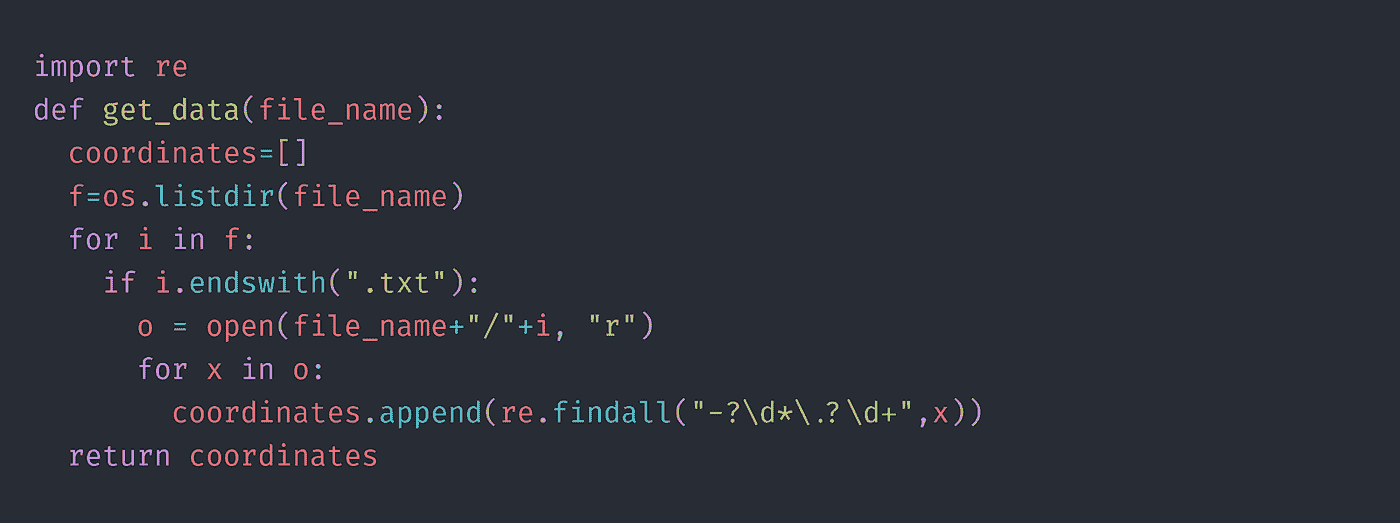 import re
def get_data(file_name):
  coordinates=[]
  f=os.listdir(file_name)
  for i in f:
    if i.endswith(".txt"):
      o = open(file_name+"/"+i, "r")
      for x in o:
        coordinates.append(re.findall("-?\d*\.?\d+",x))
  return coordinates